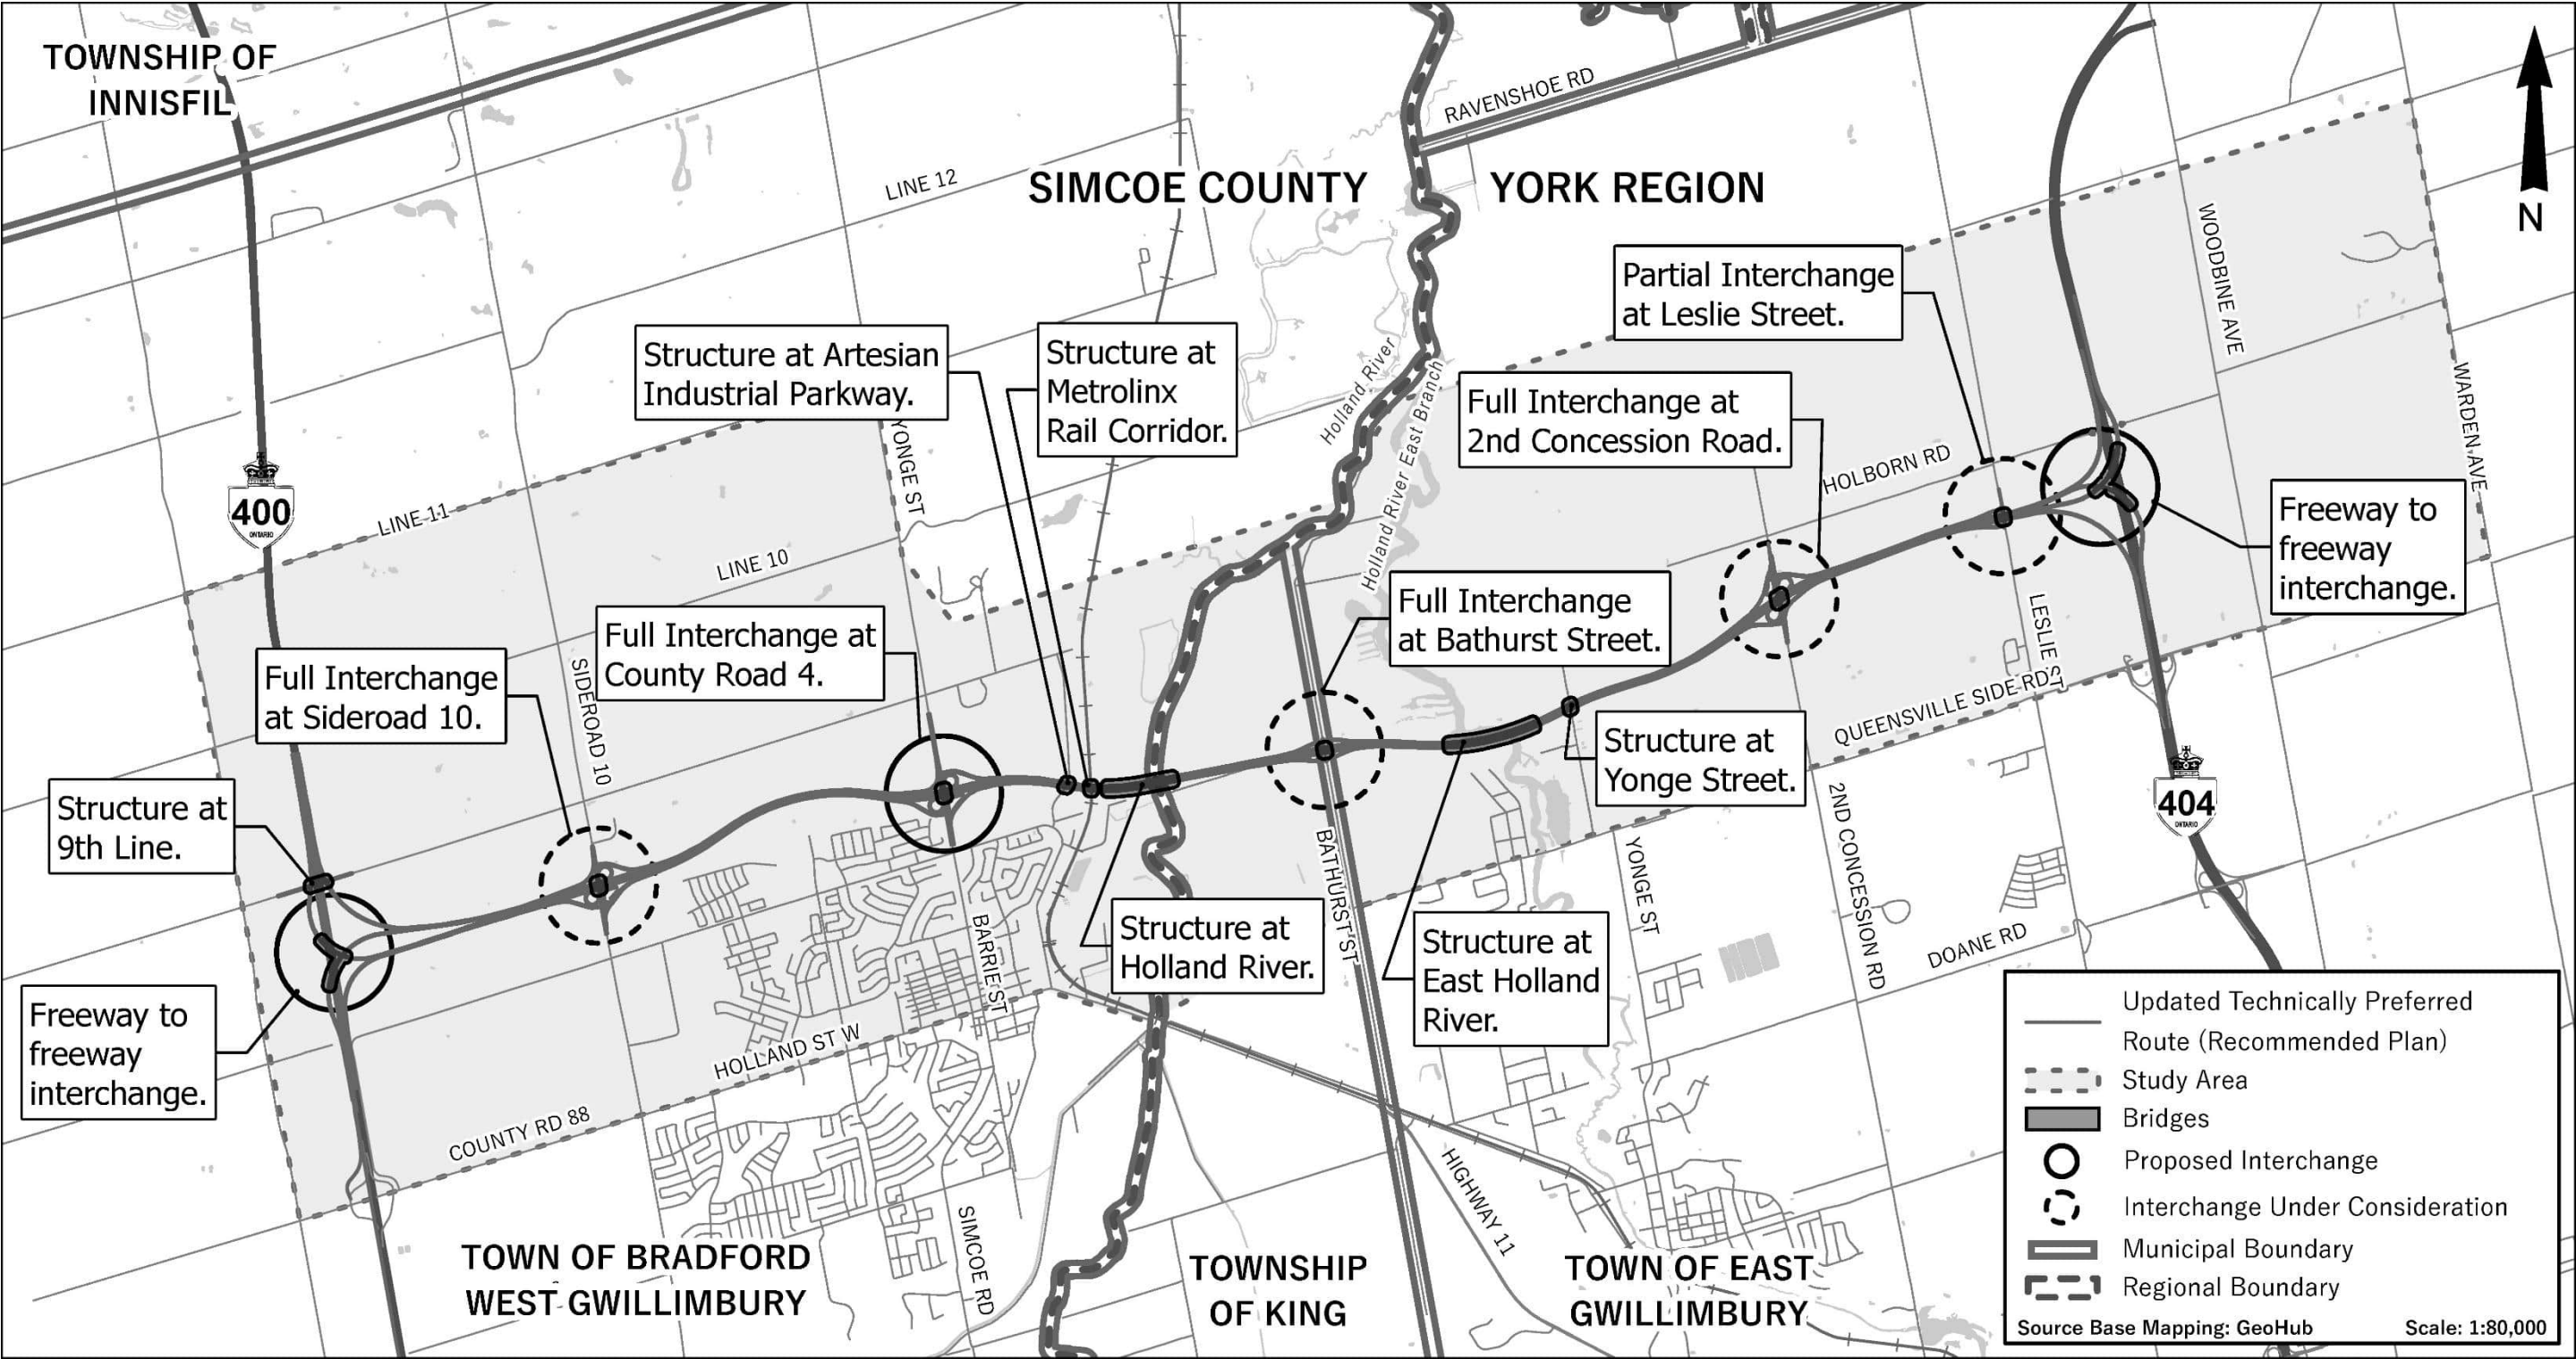 TOWNSHIP OF
INNISFIL
RAVENSHOE RD
LINE 12
SIMCOE COUNTY
YORK REGION
N
WOODBINE AVE
Partial Interchange
at Leslie Street.
Structure at Artesian
Industrial Parkway.
Structure at
Metrolinx
Rail Corridor.
Holland River
Holland River East Branch
Full Interchange at
2nd Concession Road.
WARDEN AVE
YONGE ST
HOLBORN RD
400
ONTARIO
LINE 11
LINE 10
Freeway to
freeway
interchange.
Full Interchange
at Bathurst Street.
LESLIE ST
Full Interchange at
County Road 4.
Full Interchange
at Sideroad 10.
SIDEROAD 10
QUEENSVILLE SIDE RD
Structure at
Yonge Street.
Structure at
9th Line.
2ND CONCESSION RD
404
ONTARIO
BATHURST ST
YONGE ST
BARRIE ST
Structure at
Holland River.
Structure at
East Holland
River.
DOANE RD
Freeway to
freeway
interchange.
HOLLAND ST W
COUNTY RD 88
HIGHWAY 11
SIMCOE RD
TOWN OF BRADFORD
WEST GWILLIMBURY
TOWNSHIP
OF KING
TOWN OF EAST
GWILLIMBURY
Updated Technically Preferred
Route (Recommended Plan)
Study Area
Bridges
Proposed Interchange
Interchange Under Consideration
Municipal Boundary
Regional Boundary
Source Base Mapping: GeoHub
Scale: 1:80,000